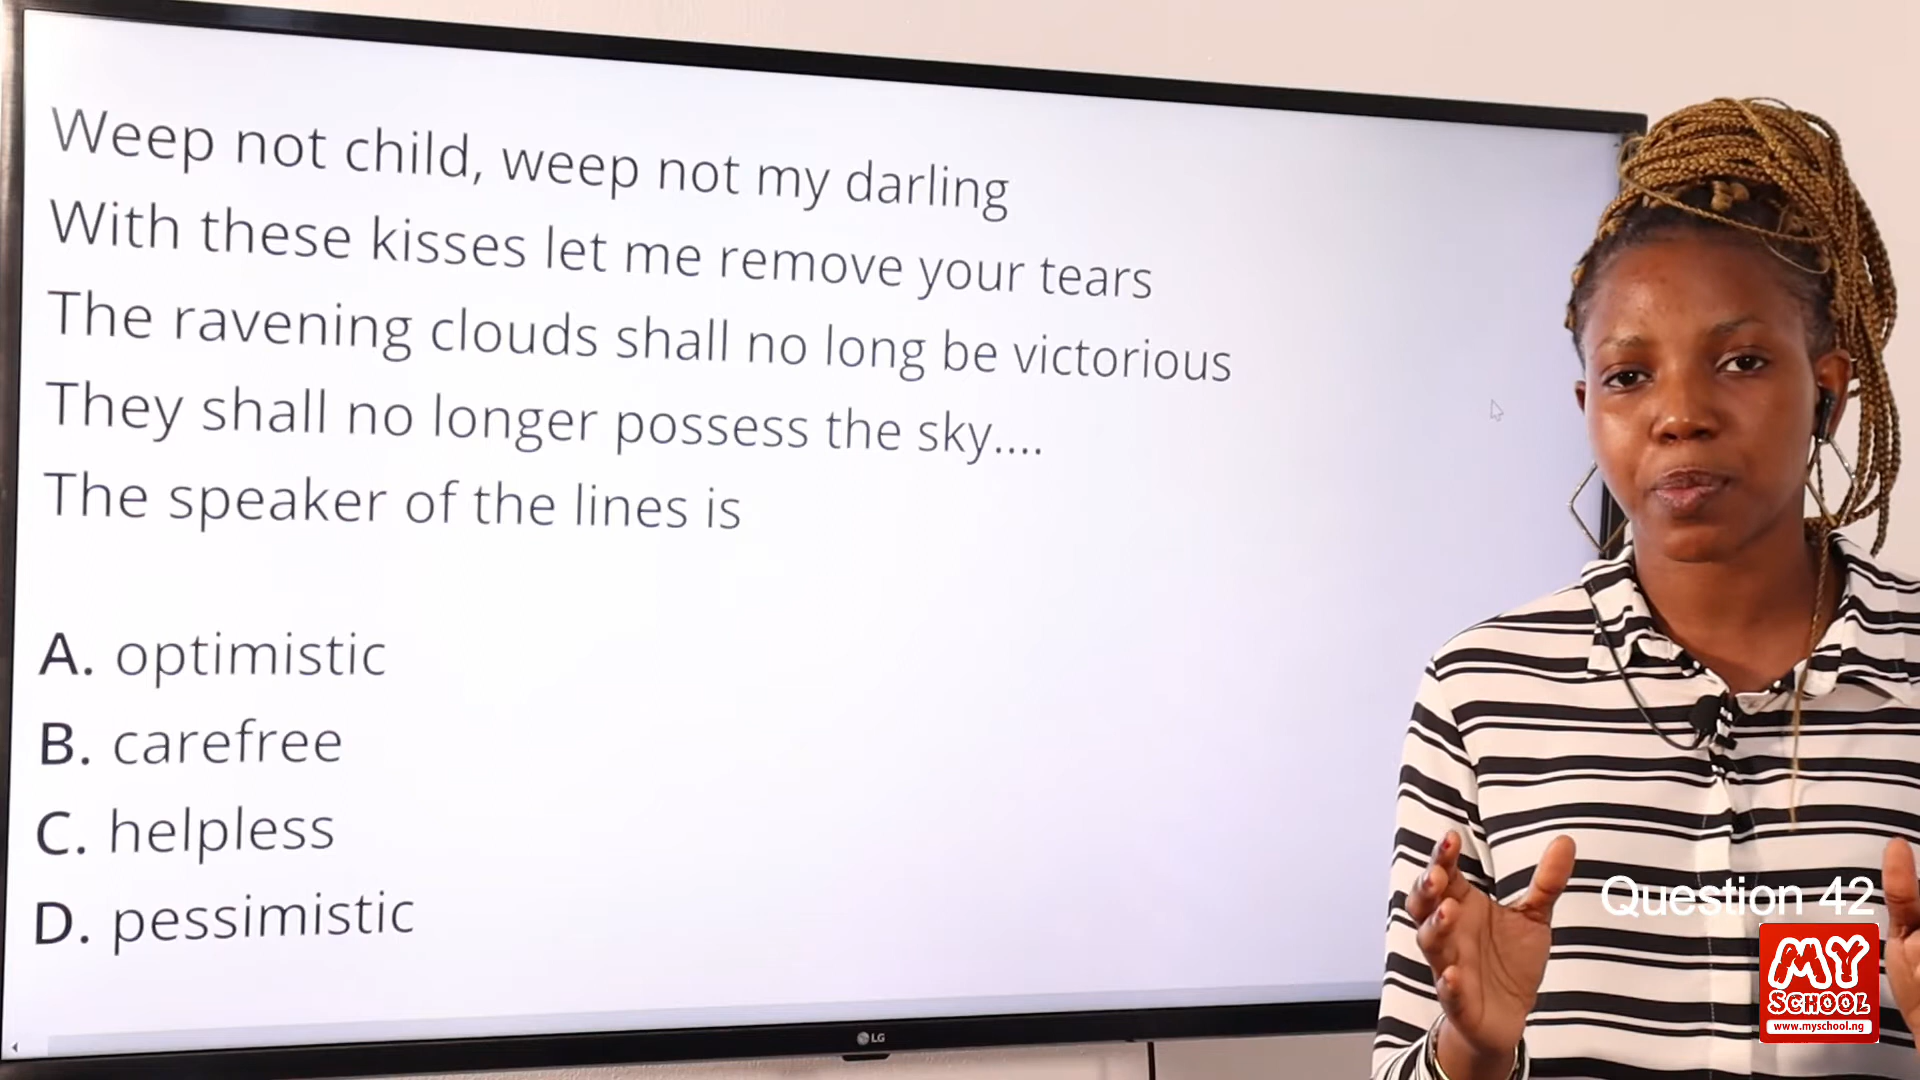 Weep not child, weep not my darling
With these kisses let me remove your tears
The ravening clouds shall no long be victorious
They shall no longer possess the sky....
The speaker of the lines is
A. optimistic
B. carefree
C. helpless
D. pessimistic
LG
Question 42
MY
SCHOOL
www.myschool.ng